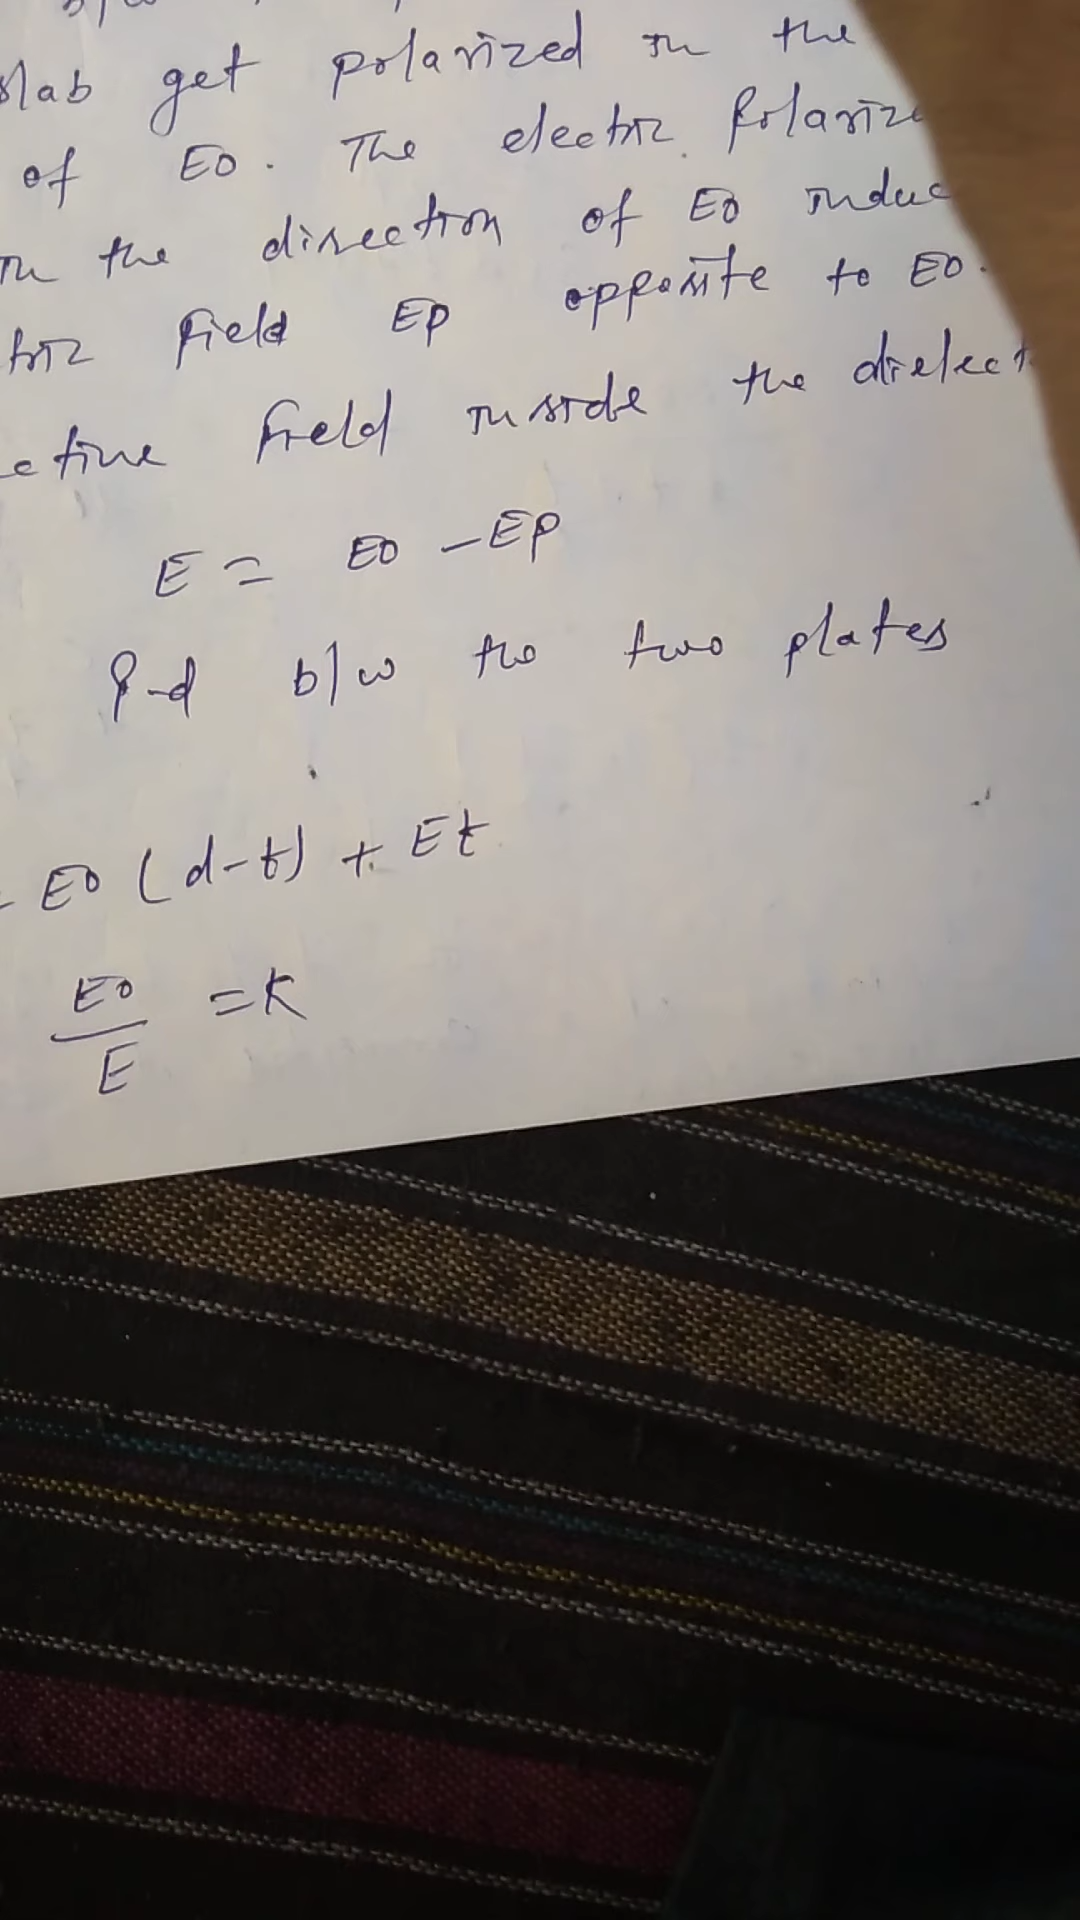 slab get polarized in the
of E0. The electric Polarize
in the direction of E0 induc
tric field Ep opposite to E0.
ctive field inside the dielect
E = E0 - Ep
P.d b/w the two plates
= E0 (d-t) + Et
E0 / E = K